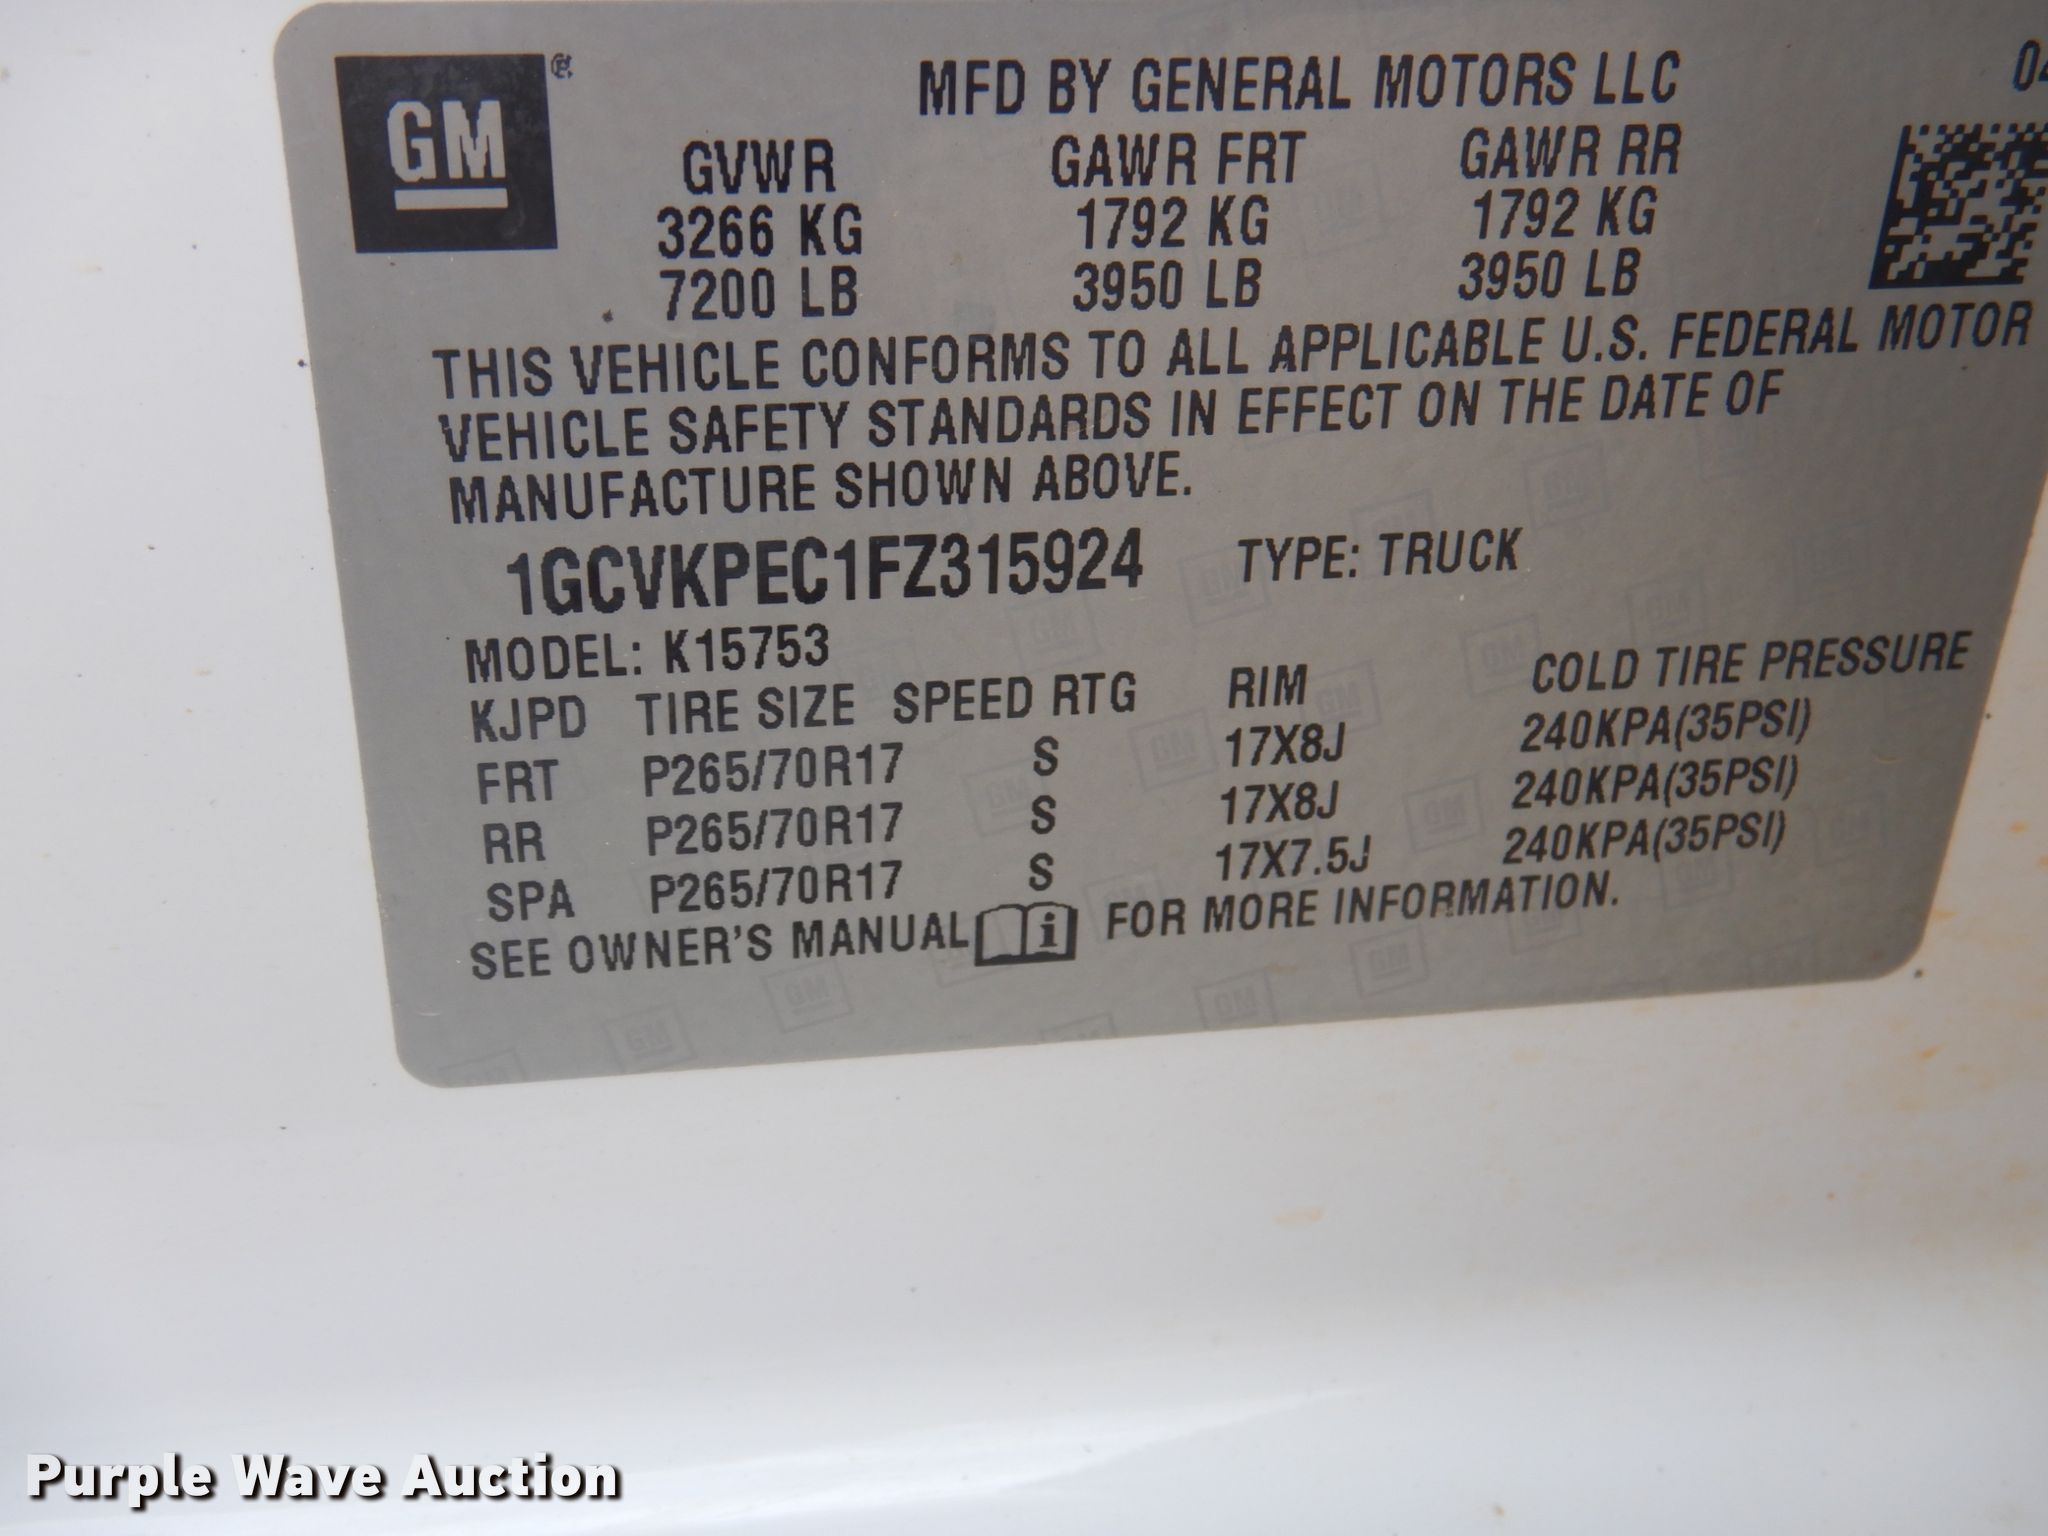 GM
MFD BY GENERAL MOTORS LLC
GVWR GAWR FRT GAWR RR
3266 KG 1792 KG 1792 KG
7200 LB 3950 LB 3950 LB
THIS VEHICLE CONFORMS TO ALL APPLICABLE U.S. FEDERAL MOTOR
VEHICLE SAFETY STANDARDS IN EFFECT ON THE DATE OF
MANUFACTURE SHOWN ABOVE.
1GCVKPEC1FZ315924 TYPE: TRUCK
MODEL: K15753
KJPD TIRE SIZE SPEED RTG RIM COLD TIRE PRESSURE
FRT P265/70R17 S 17X8J 240KPA(35PSI)
RR P265/70R17 S 17X8J 240KPA(35PSI)
SPA P265/70R17 S 17X7.5J 240KPA(35PSI)
SEE OWNER'S MANUAL i FOR MORE INFORMATION.
Purple Wave Auction